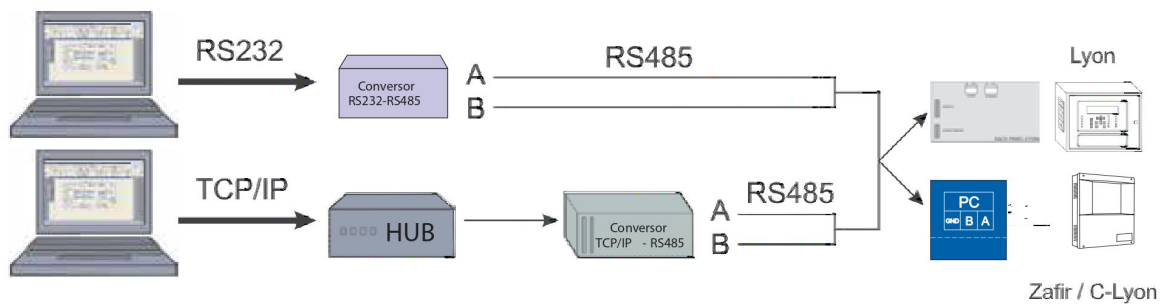 RS232
Conversor
RS232-RS485
A
B
RS485
Lyon
TCP/IP
HUB
Conversor
TCP/IP - RS485
A
B
RS485
PC
GND B A
Zafir / C-Lyon